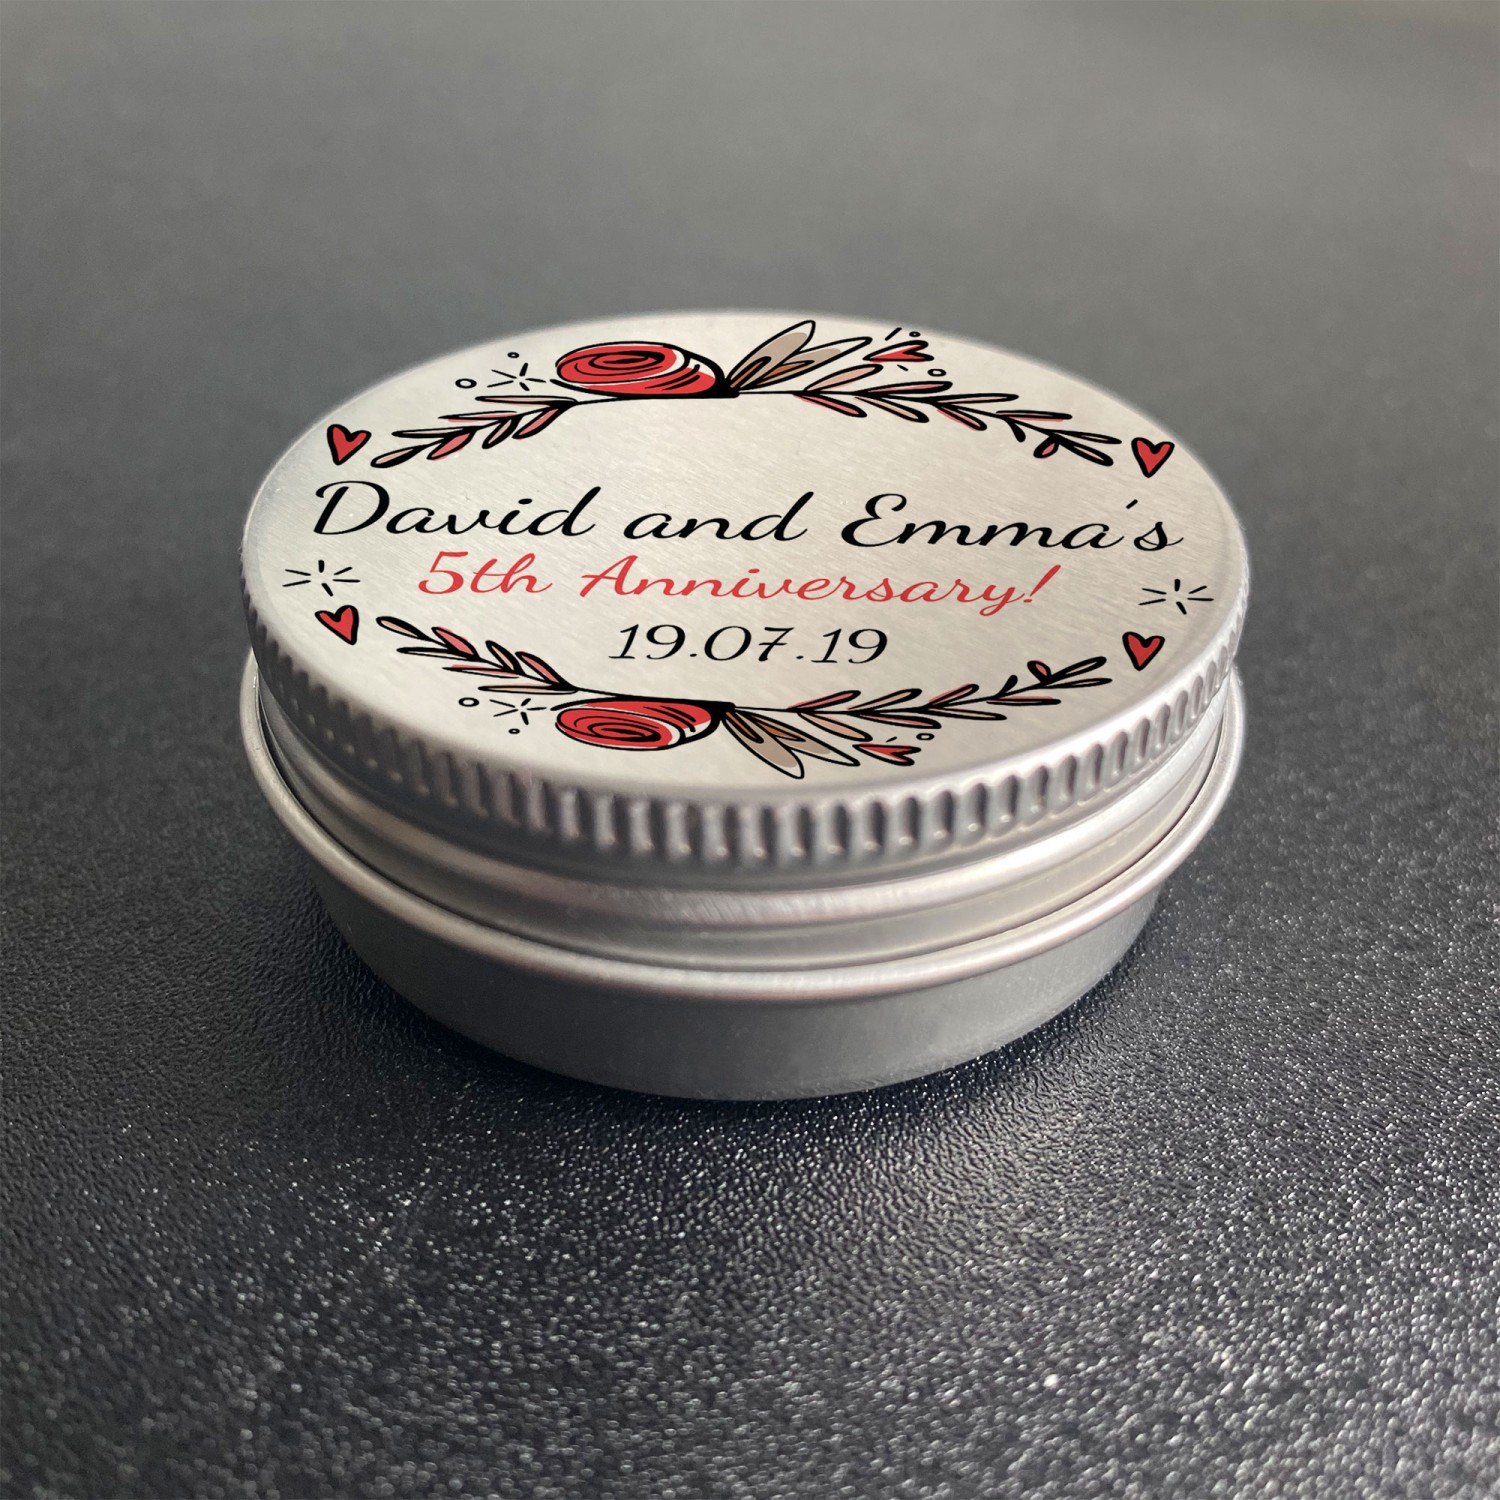 David and Emma's
5th Anniversary!
19.07.19